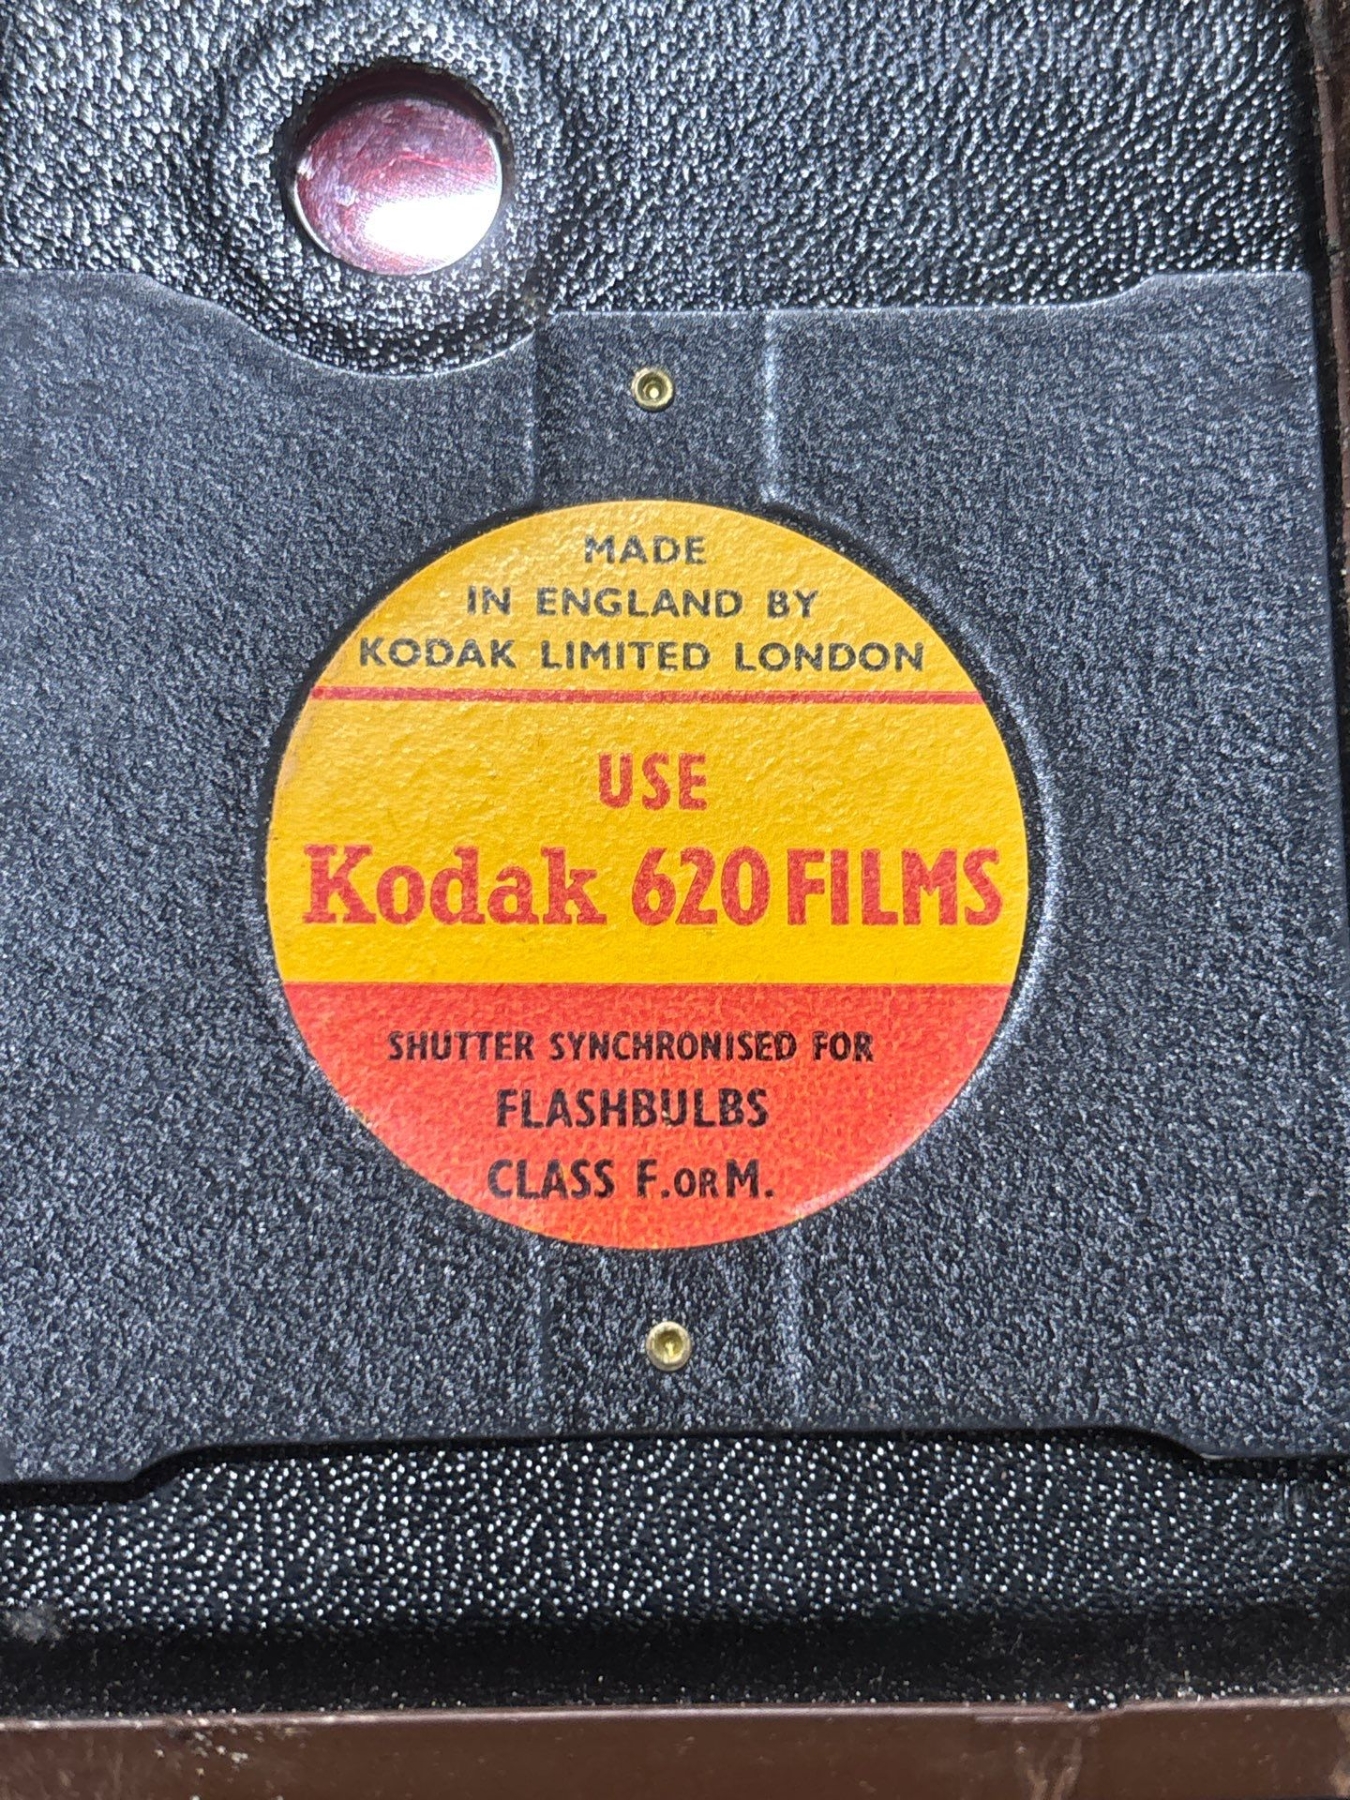 MADE
IN ENGLAND BY
KODAK LIMITED LONDON
USE
Kodak 620 FILMS
SHUTTER SYNCHRONISED FOR
FLASHBULBS
CLASS F. OR M.